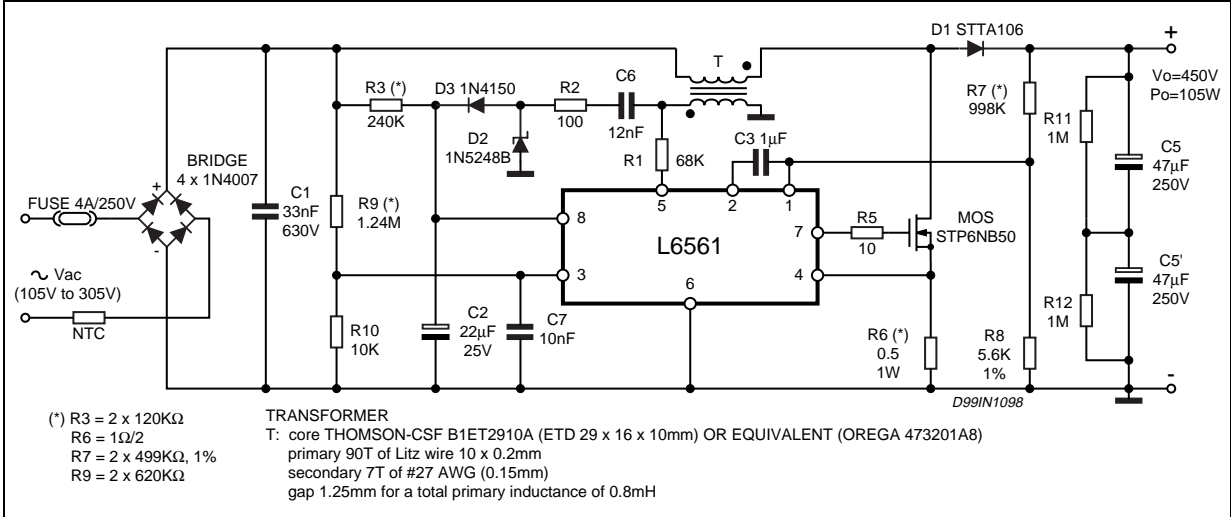 D1 STTA106
+
Vo=450V
Po=105W
T
R3 (*)
240K
D3 1N4150
R2
100
C6
12nF
D2
1N5248B
R1
68K
C3 1µF
R7 (*)
998K
R11
1M
C5
47µF
250V
BRIDGE
4 x 1N4007
+
-
FUSE 4A/250V
C1
33nF
630V
R9 (*)
1.24M
8
5
2
1
L6561
7
3
4
6
R5
10
MOS
STP6NB50
C5'
47µF
250V
~ Vac
(105V to 305V)
NTC
R10
10K
C2
22µF
25V
C7
10nF
R6 (*)
0.5
1W
R8
5.6K
1%
R12
1M
-
D99IN1098
(*) R3 = 2 x 120KΩ
R6 = 1Ω/2
R7 = 2 x 499KΩ, 1%
R9 = 2 x 620KΩ
TRANSFORMER
T: core THOMSON-CSF B1ET2910A (ETD 29 x 16 x 10mm) OR EQUIVALENT (OREGA 473201A8)
primary 90T of Litz wire 10 x 0.2mm
secondary 7T of #27 AWG (0.15mm)
gap 1.25mm for a total primary inductance of 0.8mH